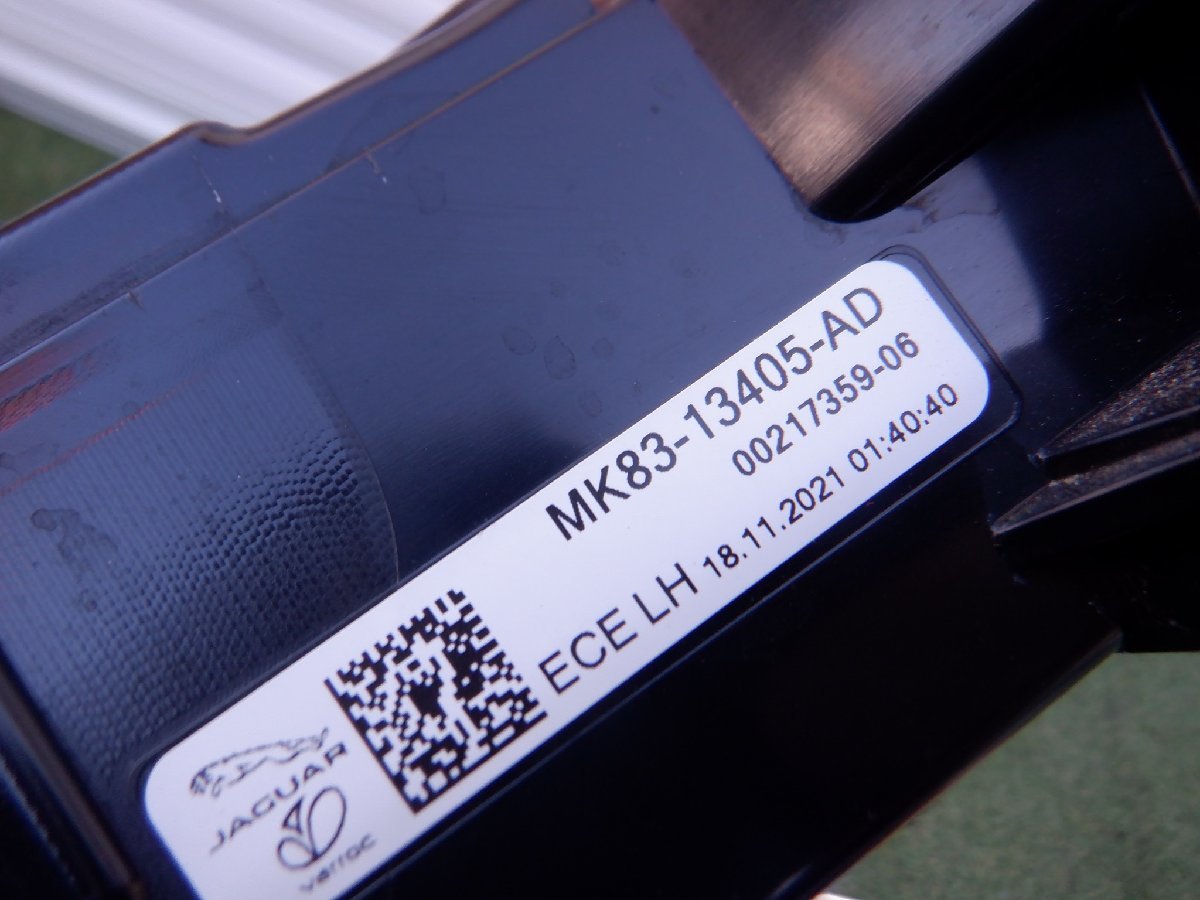 MK83-13405-AD
00217359-06
ECE LH 18.11.2021 01:40:40
JAGUAR
varroc